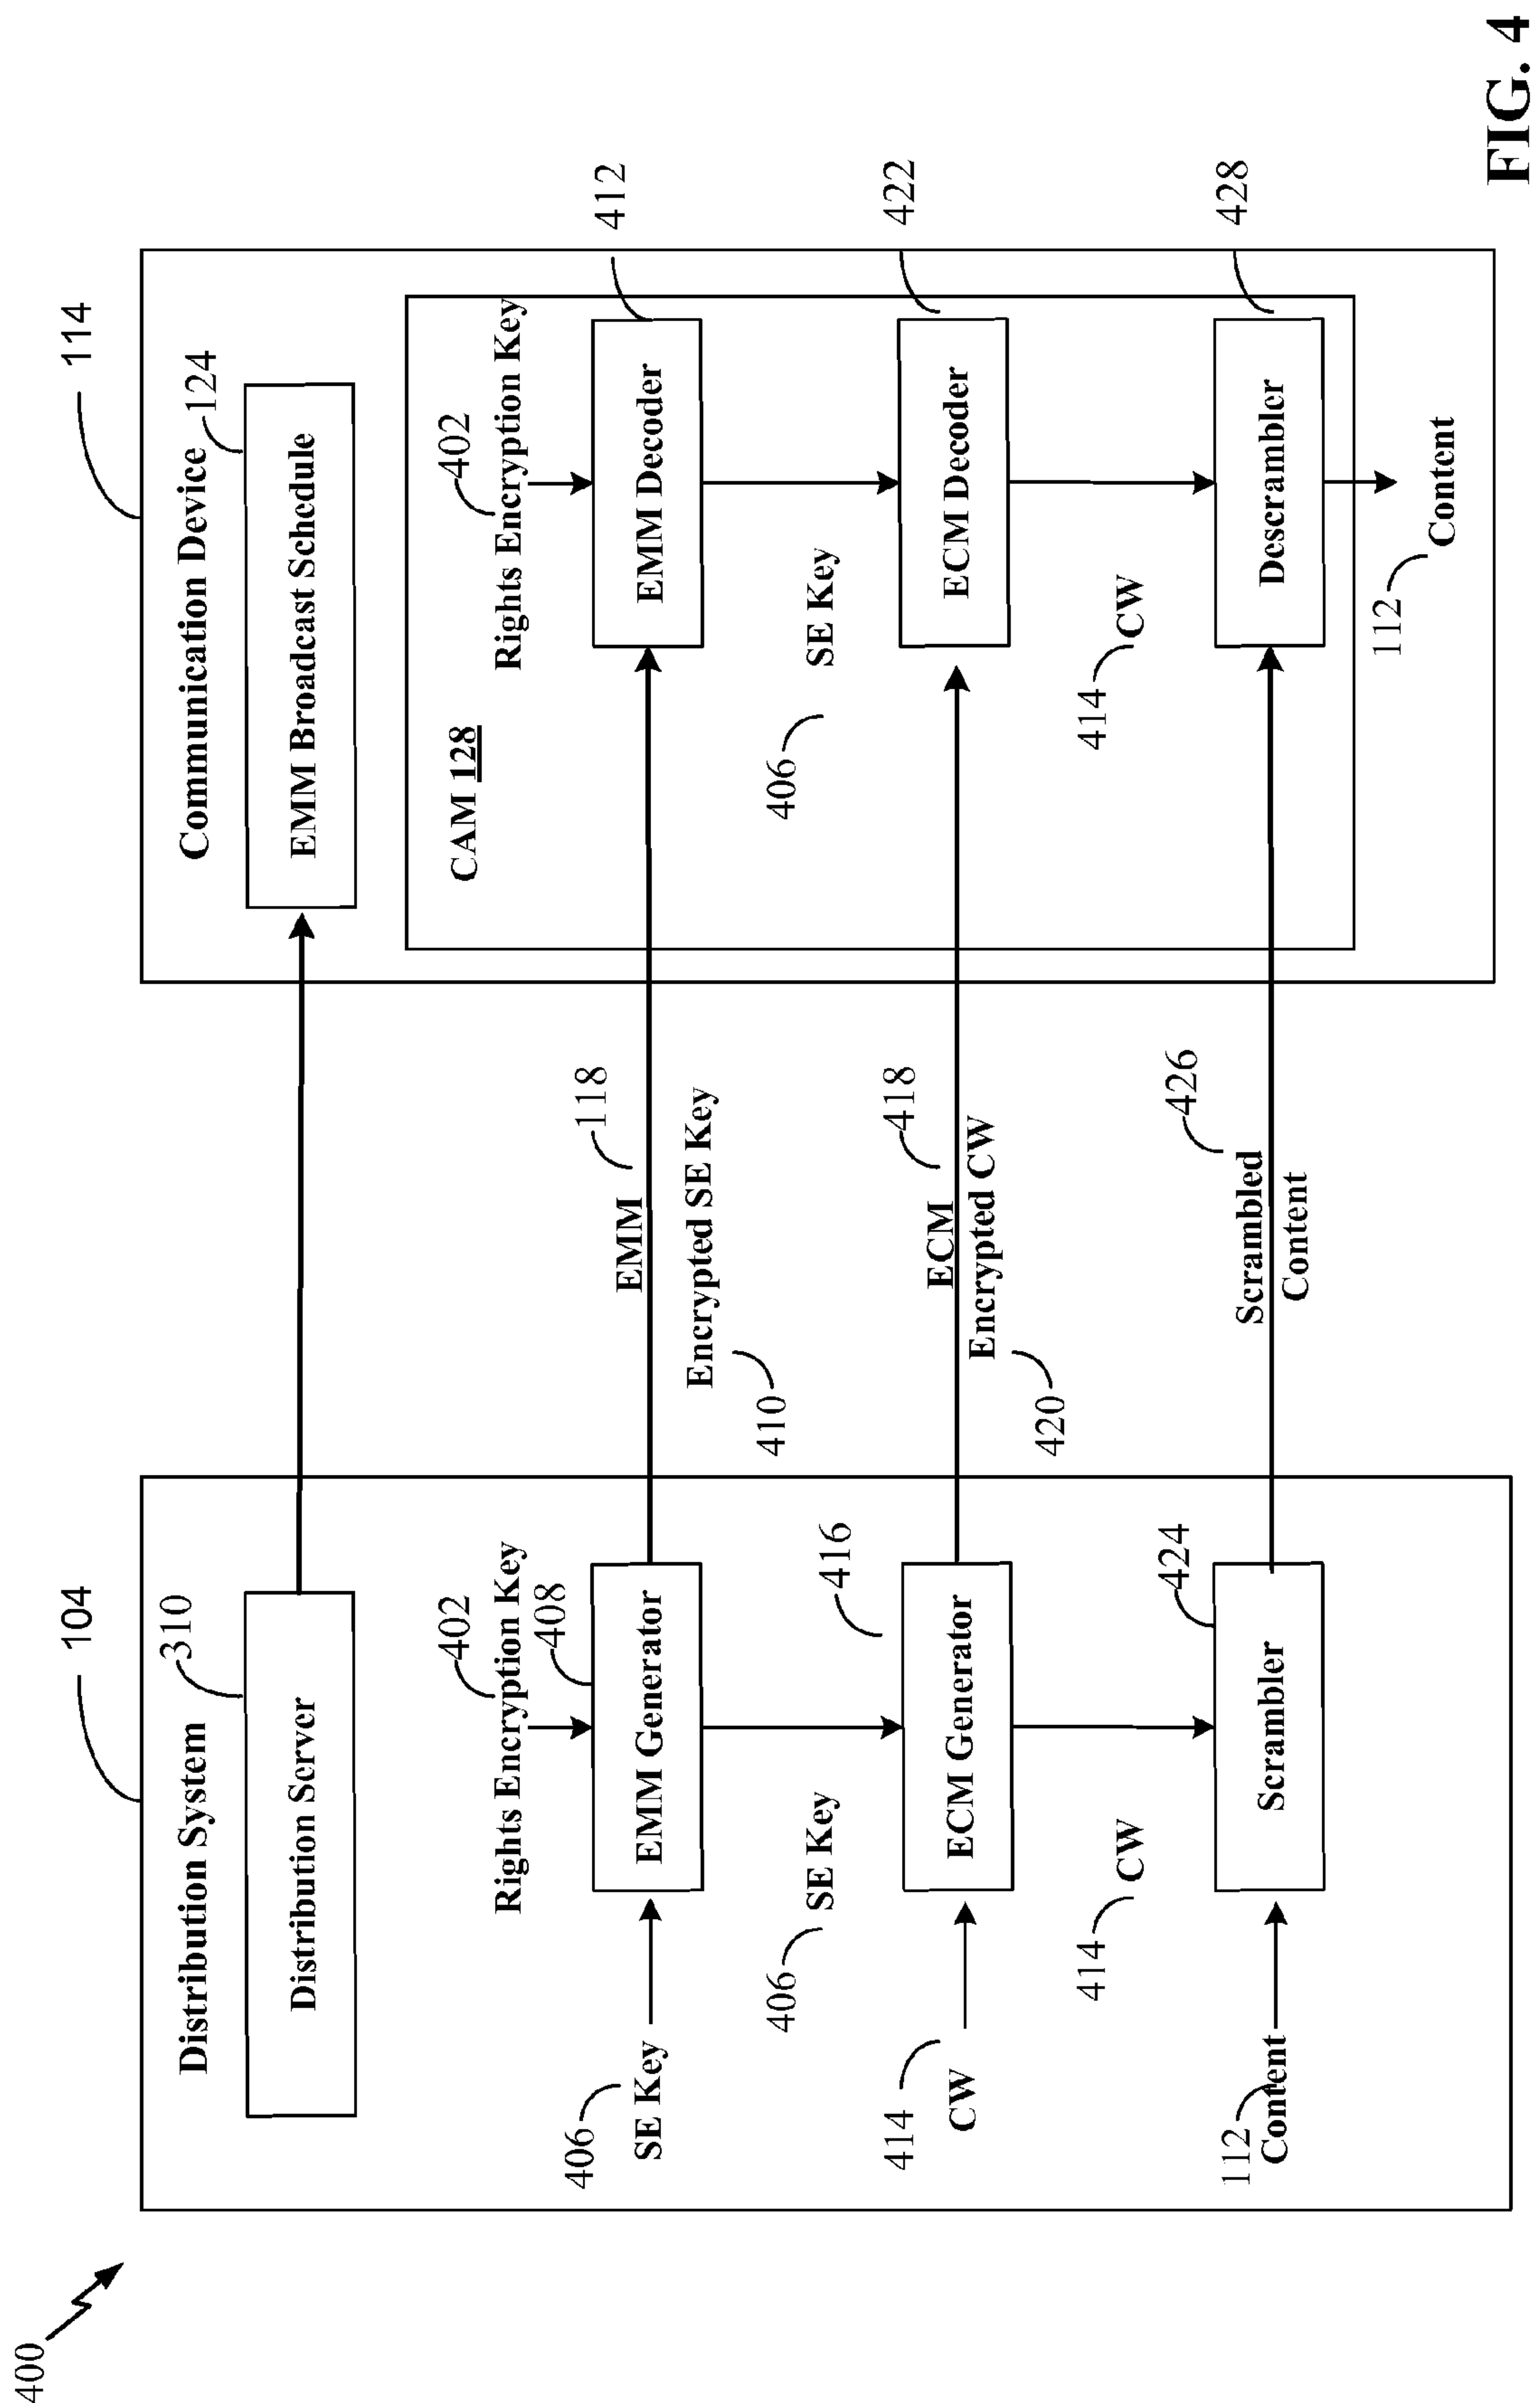 400
104
114
Distribution System
310
Distribution Server
Communication Device
124
EMM Broadcast Schedule
402
Rights Encryption Key
408
406
SE Key
EMM Generator
118
EMM
Encrypted SE Key
410
CAM 128
402
Rights Encryption Key
412
EMM Decoder
406
SE Key
416
414
CW
ECM Generator
418
ECM
Encrypted CW
420
406
SE Key
422
ECM Decoder
414
CW
424
112
Content
Scrambler
426
Scrambled
Content
414
CW
428
Descrambler
112
Content
FIG. 4